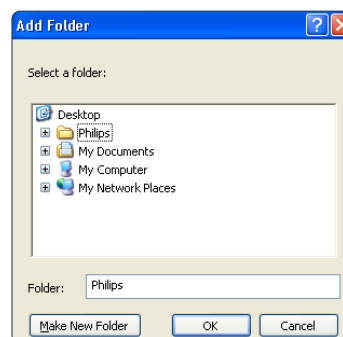 Add Folder
Select a folder:
Desktop
Philips
My Documents
My Computer
My Network Places
Folder: Philips
Make New Folder OK Cancel